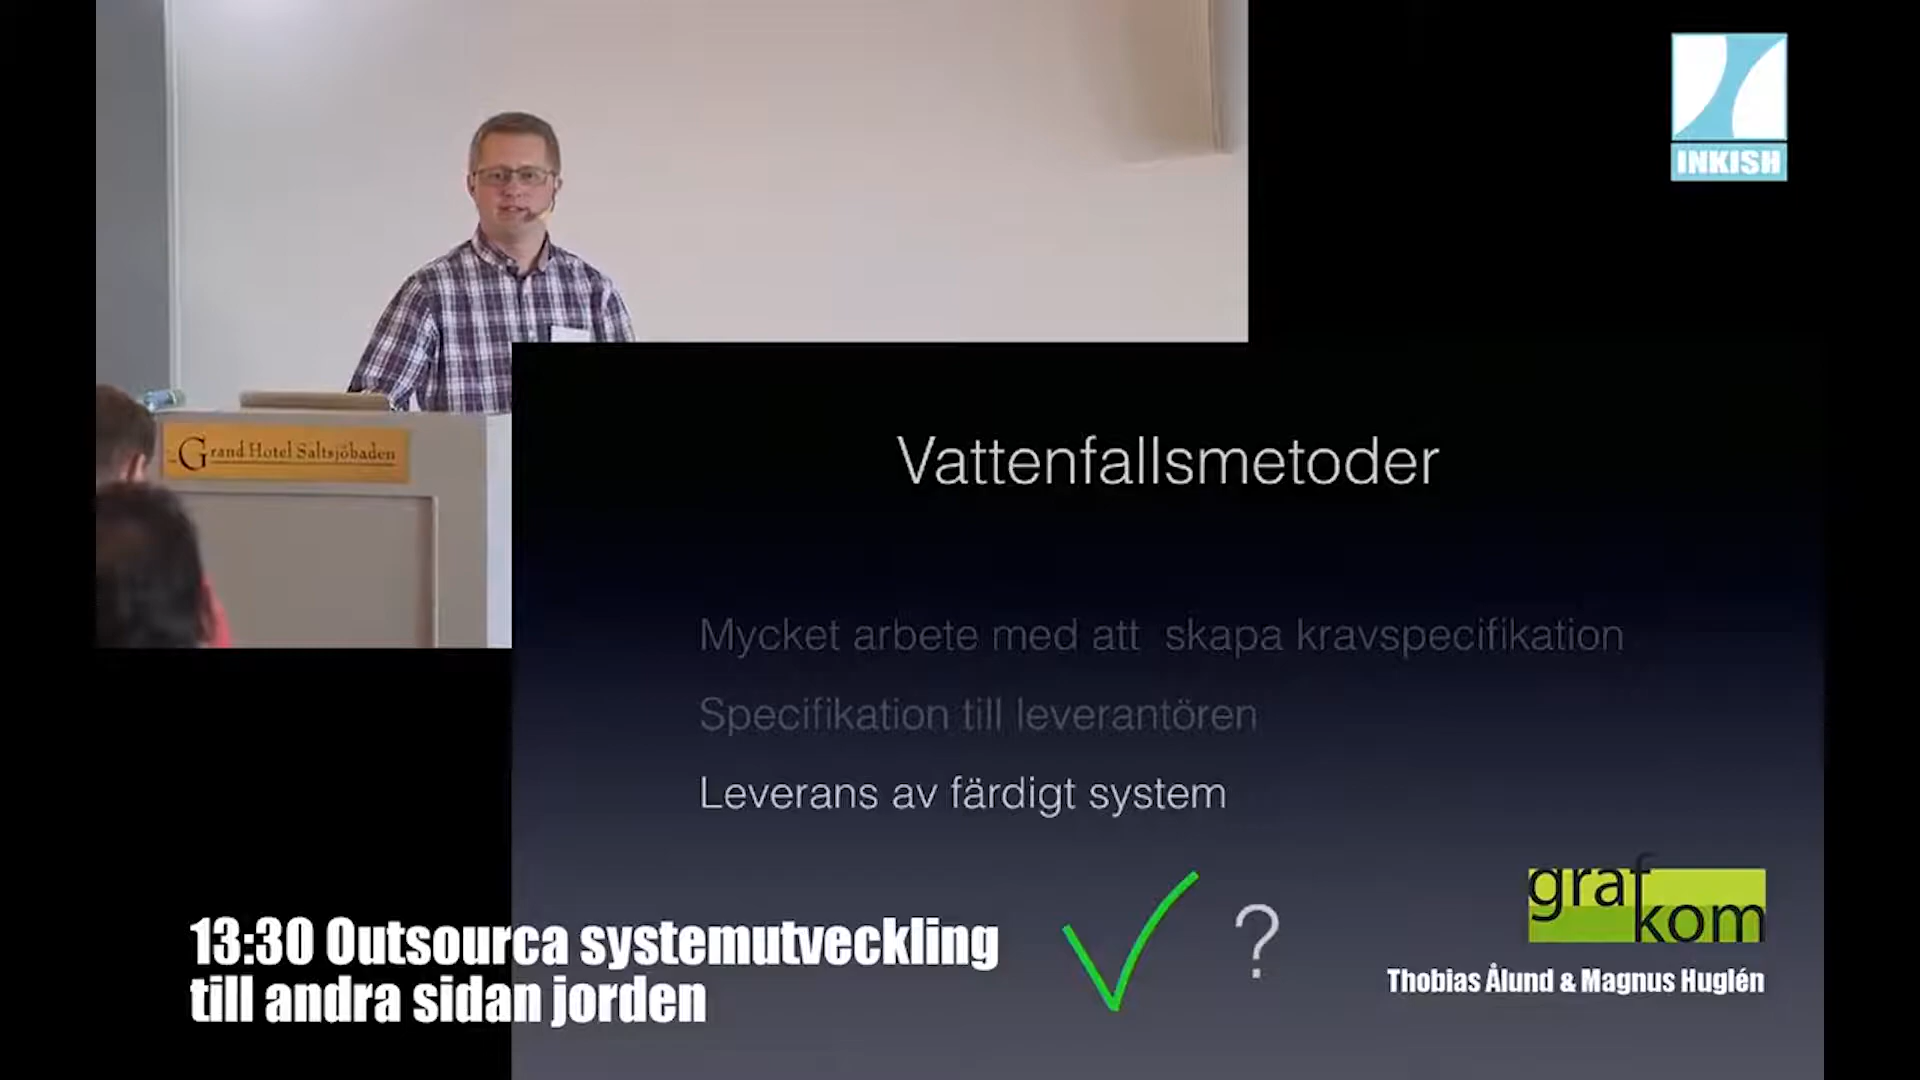 INKISH
Grand Hotel Saltsjöbaden
Vattenfallsmetoder
Mycket arbete med att skapa kravspecifikation
Specifikation till leverantören
Leverans av färdigt system
?
13:30 Outsourca systemutveckling
till andra sidan jorden
graf
kom
Thobias Ålund & Magnus Huglén